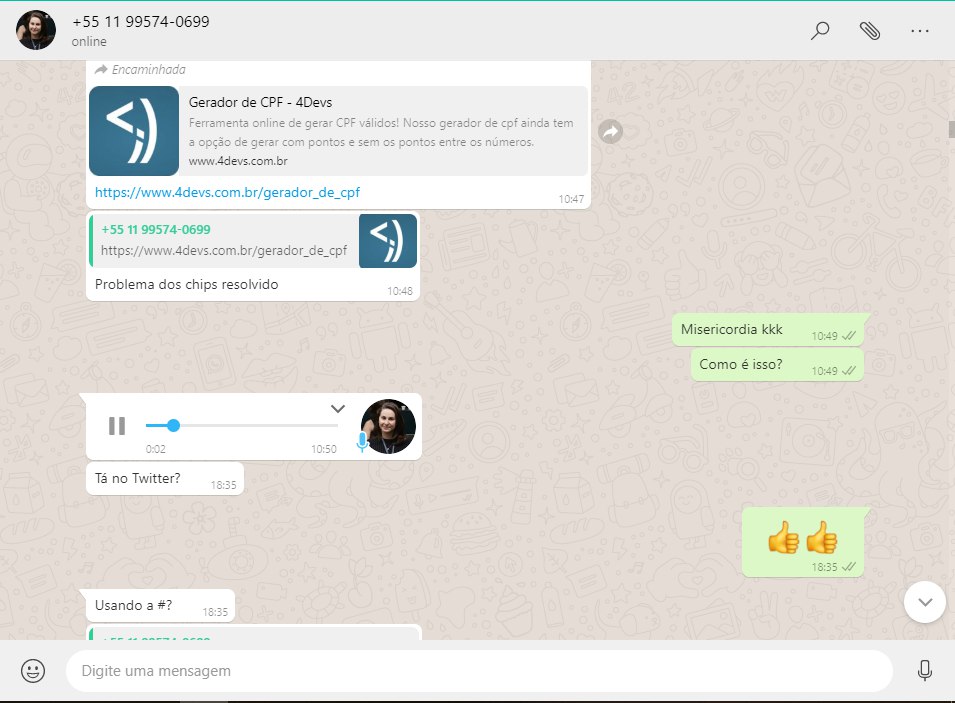 +55 11 99574-0699
online
Encaminhada
Gerador de CPF - 4Devs
Ferramenta online de gerar CPF válidos! Nosso gerador de cpf ainda tem
a opção de gerar com pontos e sem os pontos entre os números.
www.4devs.com.br
https://www.4devs.com.br/gerador_de_cpf
10:47
+55 11 99574-0699
https://www.4devs.com.br/gerador_de_cpf
Problema dos chips resolvido
10:48
Misericordia kkk
10:49
Como é isso?
10:49
0:02
10:50
Tá no Twitter?
18:35
👍👍
18:35
Usando a #?
18:35
+55 11 99574-0699
Digite uma mensagem